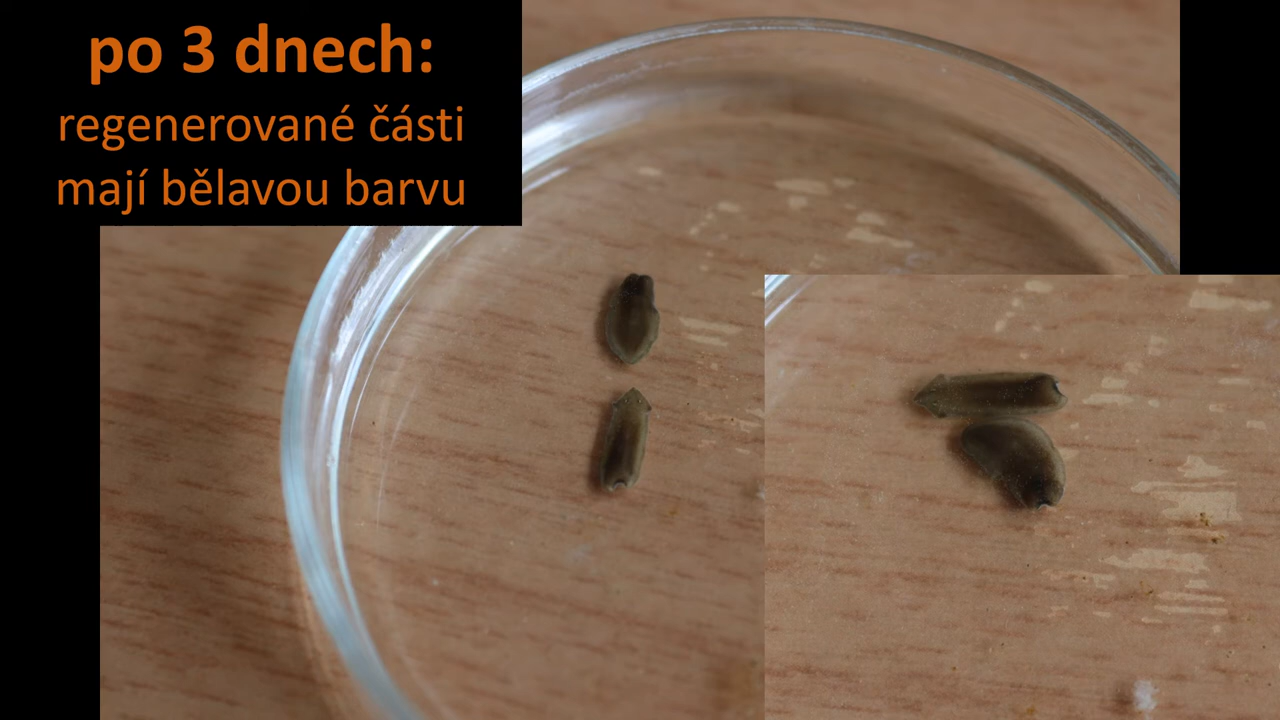 po 3 dnech:
regenerované části
mají bělavou barvu